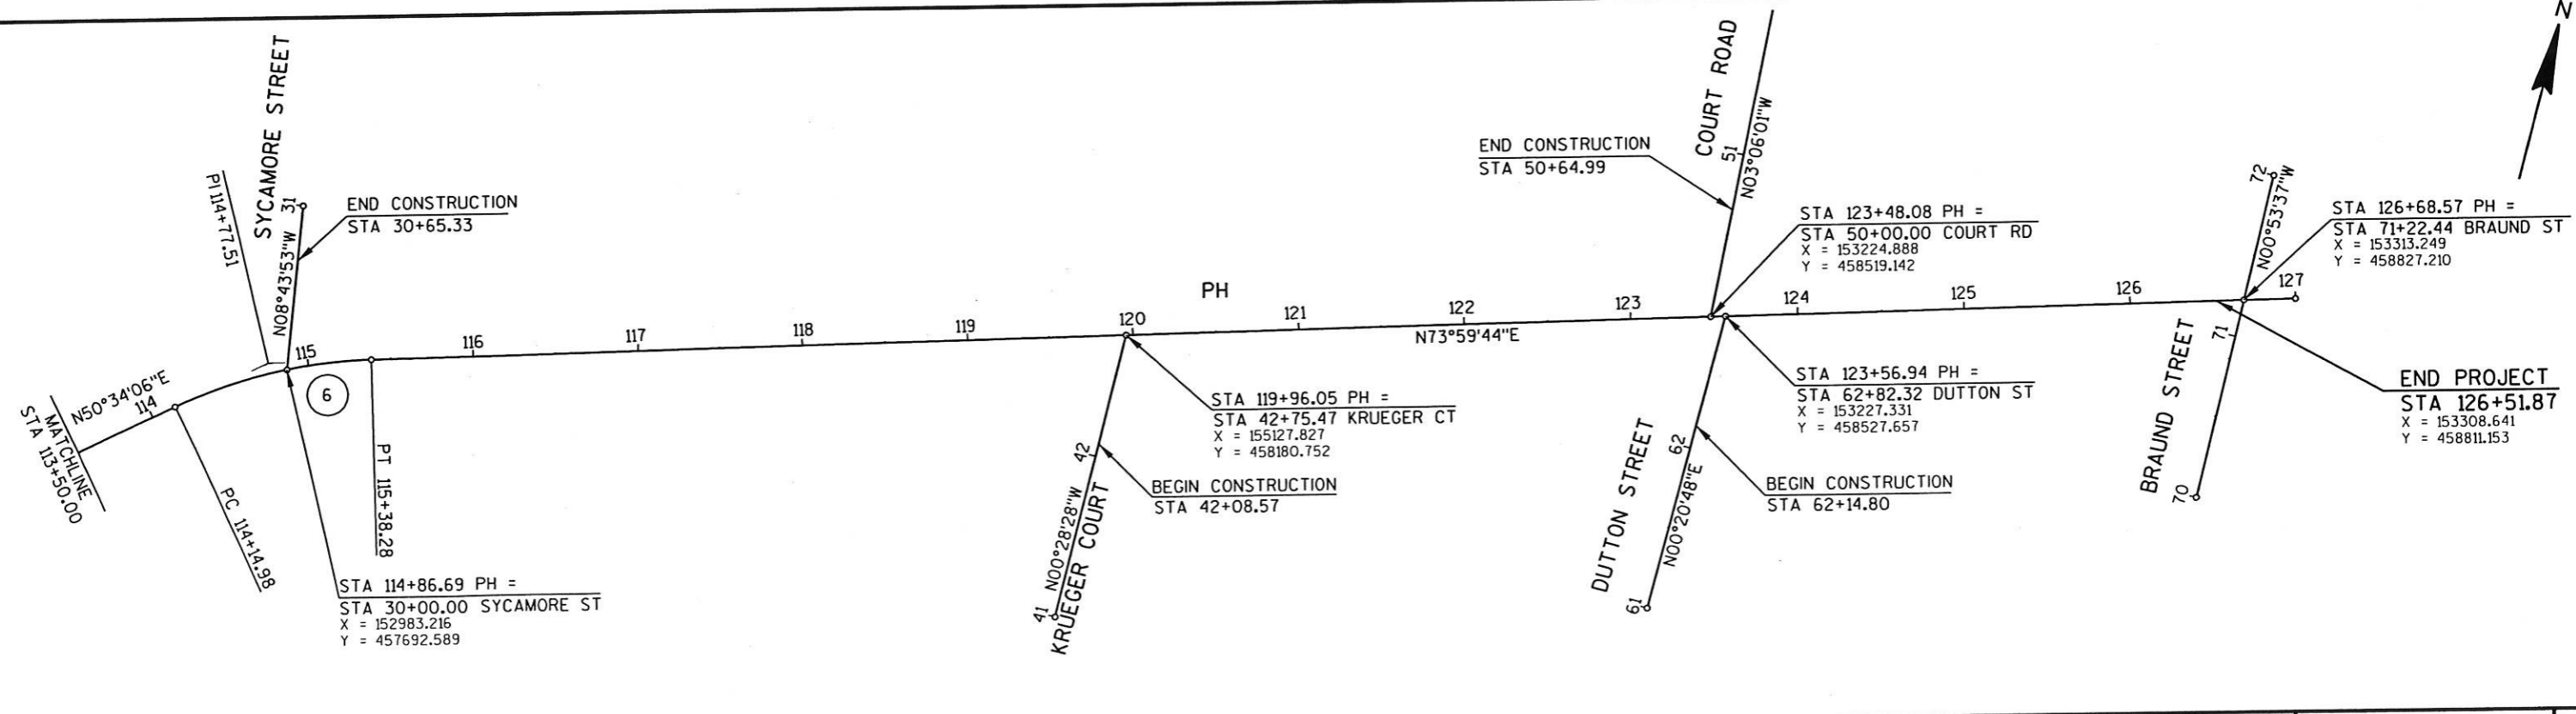 N
SYCAMORE STREET
PI 114+77.51
N08°43'53"W
31
END CONSTRUCTION
STA 30+65.33
MATCHLINE
STA 113+50.00
N50°34'06"E
114
115
6
PC 114+14.98
PT 115+38.28
STA 114+86.69 PH =
STA 30+00.00 SYCAMORE ST
X = 152983.216
Y = 457692.589
116
117
118
119
120
PH
121
122
N73°59'44"E
123
124
125
126
127
STA 119+96.05 PH =
STA 42+75.47 KRUEGER CT
X = 155127.827
Y = 458180.752
42
BEGIN CONSTRUCTION
STA 42+08.57
41
N00°28'28"W
KRUEGER COURT
END CONSTRUCTION
STA 50+64.99
COURT ROAD
51
N03°06'01"W
STA 123+48.08 PH =
STA 50+00.00 COURT RD
X = 153224.888
Y = 458519.142
STA 123+56.94 PH =
STA 62+82.32 DUTTON ST
X = 153227.331
Y = 458527.657
62
BEGIN CONSTRUCTION
STA 62+14.80
DUTTON STREET
61
N00°20'48"E
72
N00°53'37"W
STA 126+68.57 PH =
STA 71+22.44 BRAUND ST
X = 153313.249
Y = 458827.210
71
BRAUND STREET
70
END PROJECT
STA 126+51.87
X = 153308.641
Y = 458811.153